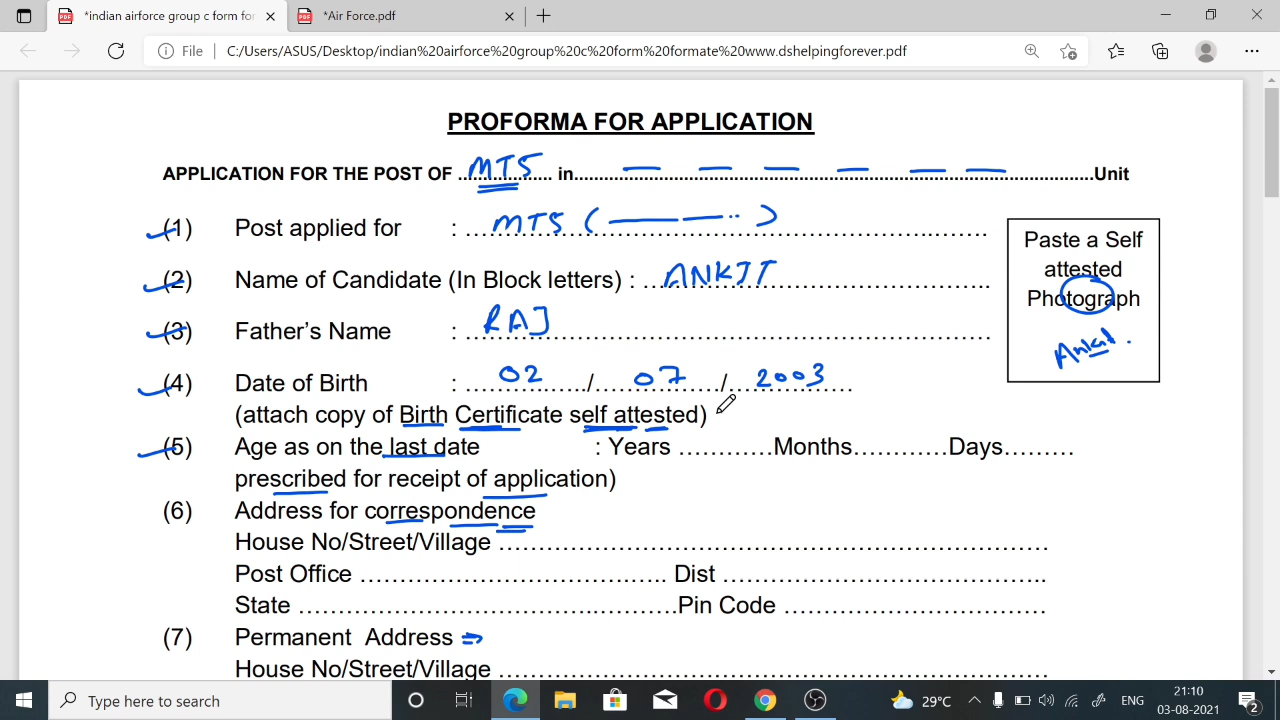 *indian airforce group c form for
*Air Force.pdf
File C:/Users/ASUS/Desktop/indian%20airforce%20group%20c%20form%20formate%20www.dshelpingforever.pdf
PROFORMA FOR APPLICATION
APPLICATION FOR THE POST OF ...MTS... in..........................Unit
(1) Post applied for : MTS ( )
(2) Name of Candidate (In Block letters) : ANKIT
(3) Father's Name : RAJ
(4) Date of Birth : 02 / 07 / 2003
(attach copy of Birth Certificate self attested)
(5) Age as on the last date : Years ............Months............Days.........
prescribed for receipt of application)
(6) Address for correspondence
House No/Street/Village ..........................................
Post Office .......................... Dist ..........................
State ..........................Pin Code ..........................
(7) Permanent Address ⇒
House No/Street/Village ..........................................
Paste a Self
attested
Photograph
Ankit.
Type here to search
29°C
ENG
21:10
03-08-2021
2